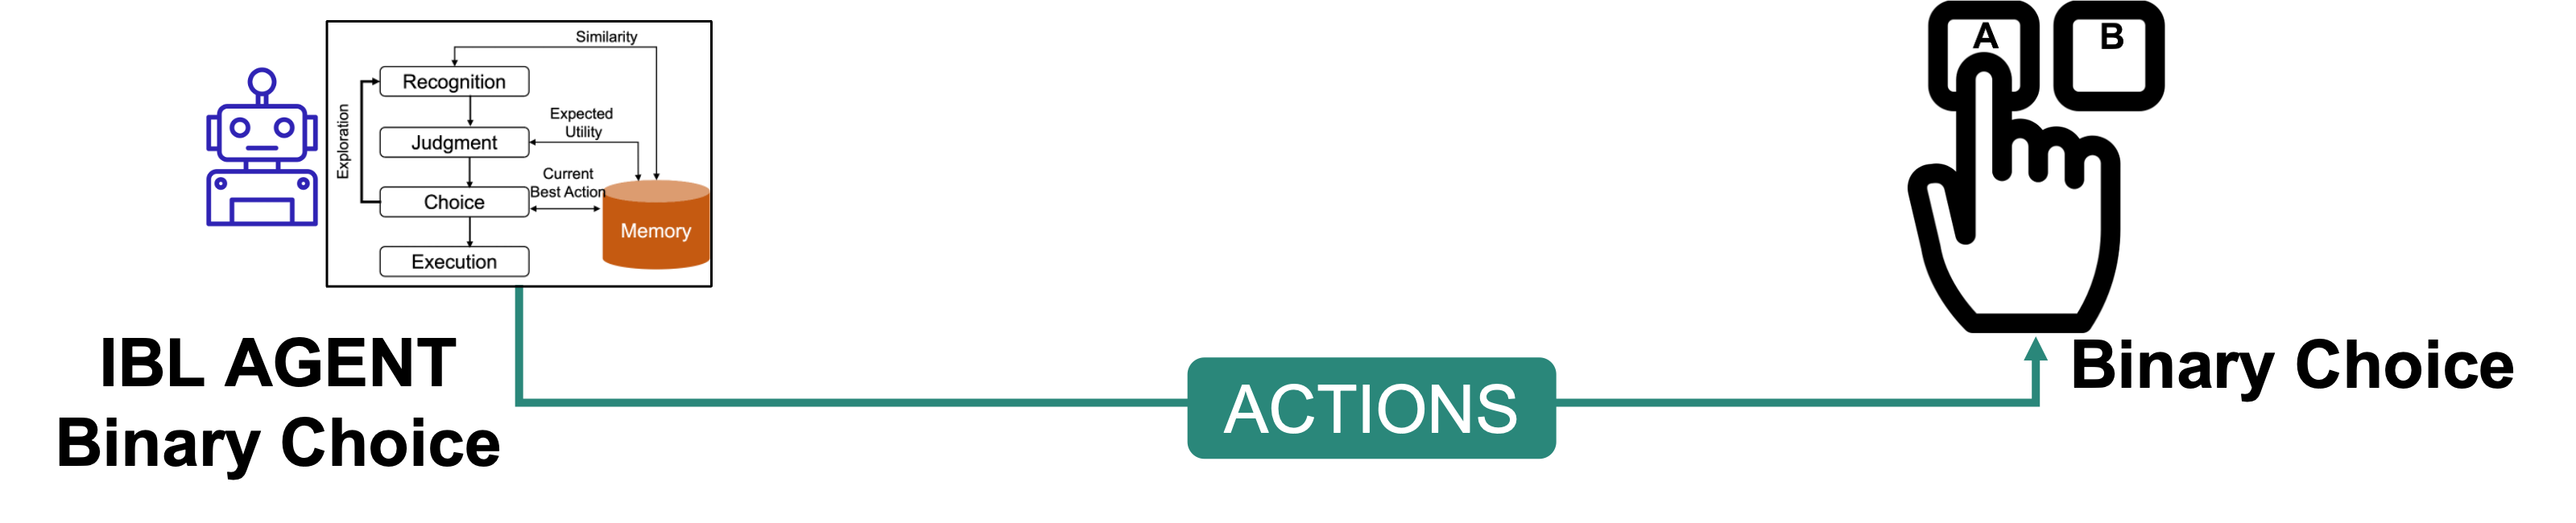 Similarity
Recognition
Exploration
Expected
Utility
Judgment
Current
Best Action
Choice
Memory
Execution
IBL AGENT
Binary Choice
ACTIONS
A
B
Binary Choice